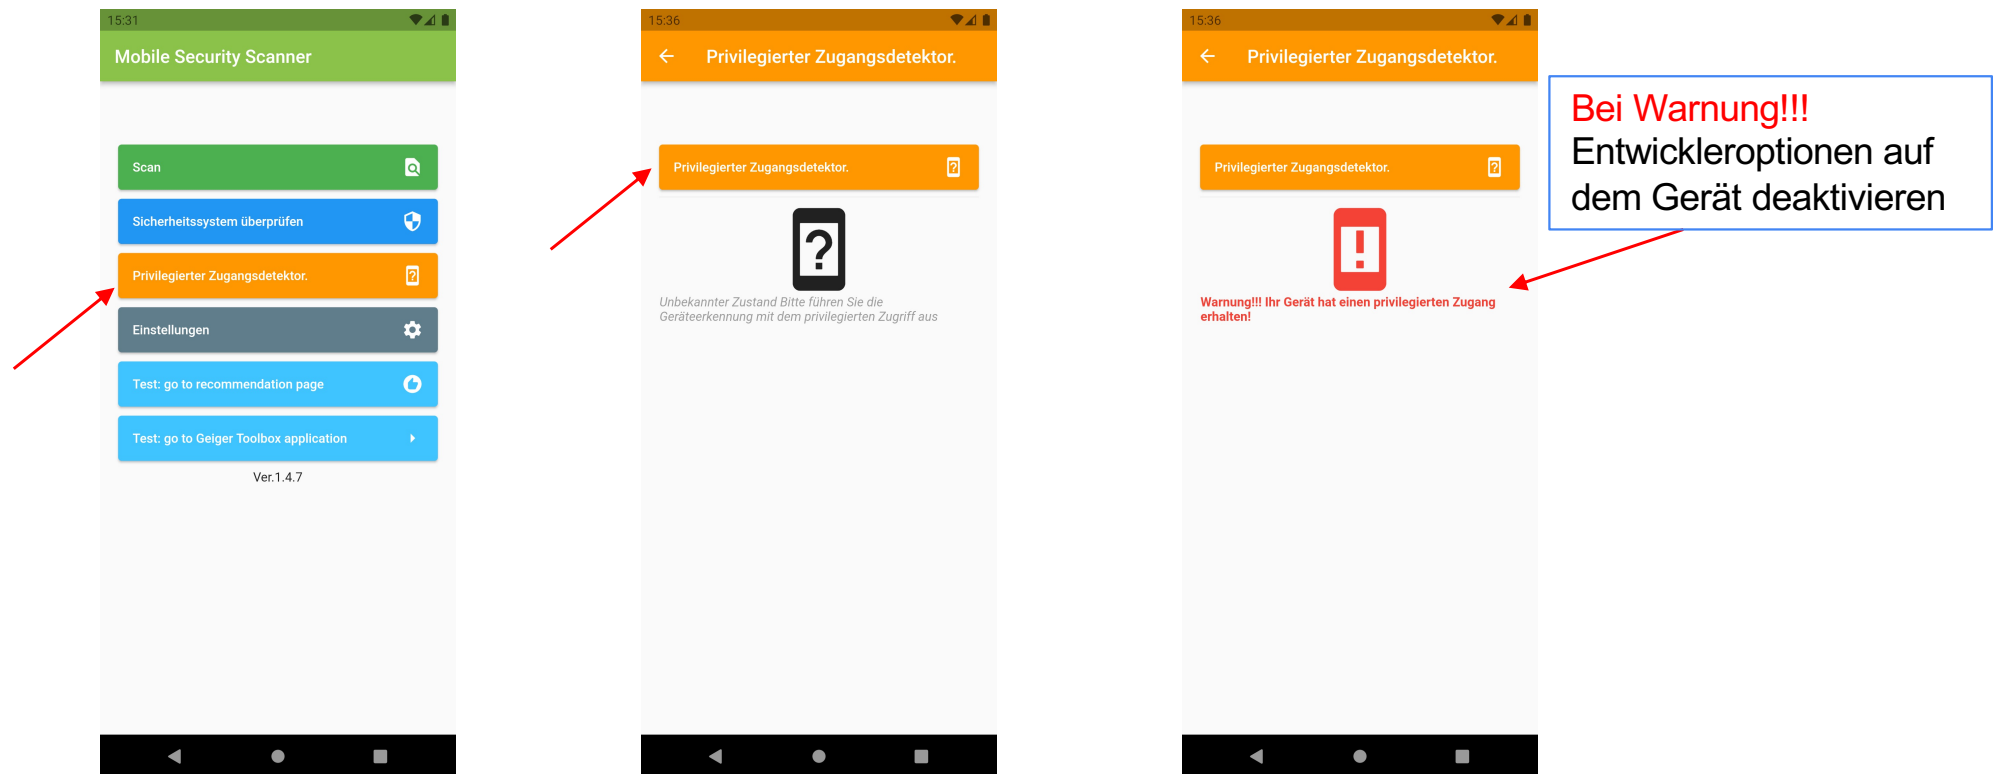 15:31
Mobile Security Scanner
Scan
Sicherheitssystem überprüfen
Privilegierter Zugangsdetektor.
Einstellungen
Test: go to recommendation page
Test: go to Geiger Toolbox application
Ver.1.4.7
15:36
Privilegierter Zugangsdetektor.
Privilegierter Zugangsdetektor.
Unbekannter Zustand Bitte führen Sie die
Geräteerkennung mit dem privilegierten Zugriff aus
15:36
Privilegierter Zugangsdetektor.
Privilegierter Zugangsdetektor.
Warnung!!! Ihr Gerät hat einen privilegierten Zugang
erhalten!
Bei Warnung!!!
Entwickleroptionen auf
dem Gerät deaktivieren